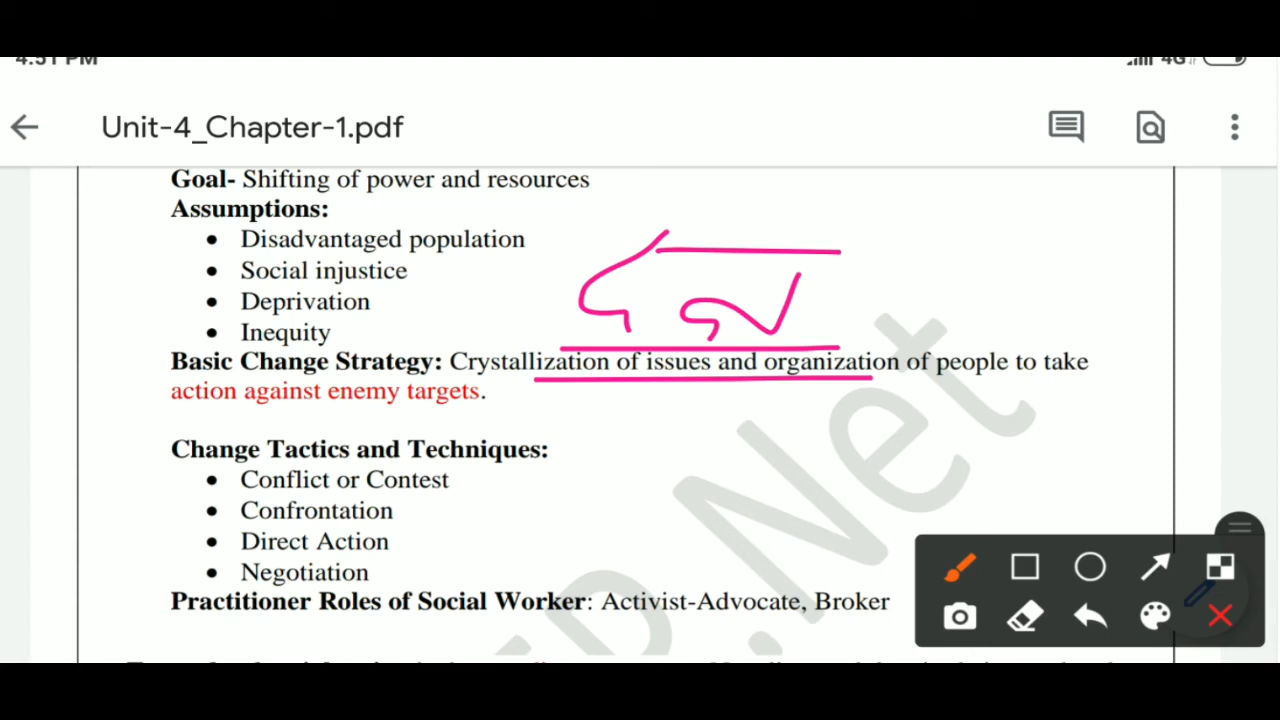 Unit-4_Chapter-1.pdf
Goal- Shifting of power and resources
Assumptions:
• Disadvantaged population
• Social injustice
• Deprivation
• Inequity
Basic Change Strategy: Crystallization of issues and organization of people to take
action against enemy targets.
Change Tactics and Techniques:
• Conflict or Contest
• Confrontation
• Direct Action
• Negotiation
Practitioner Roles of Social Worker: Activist-Advocate, Broker